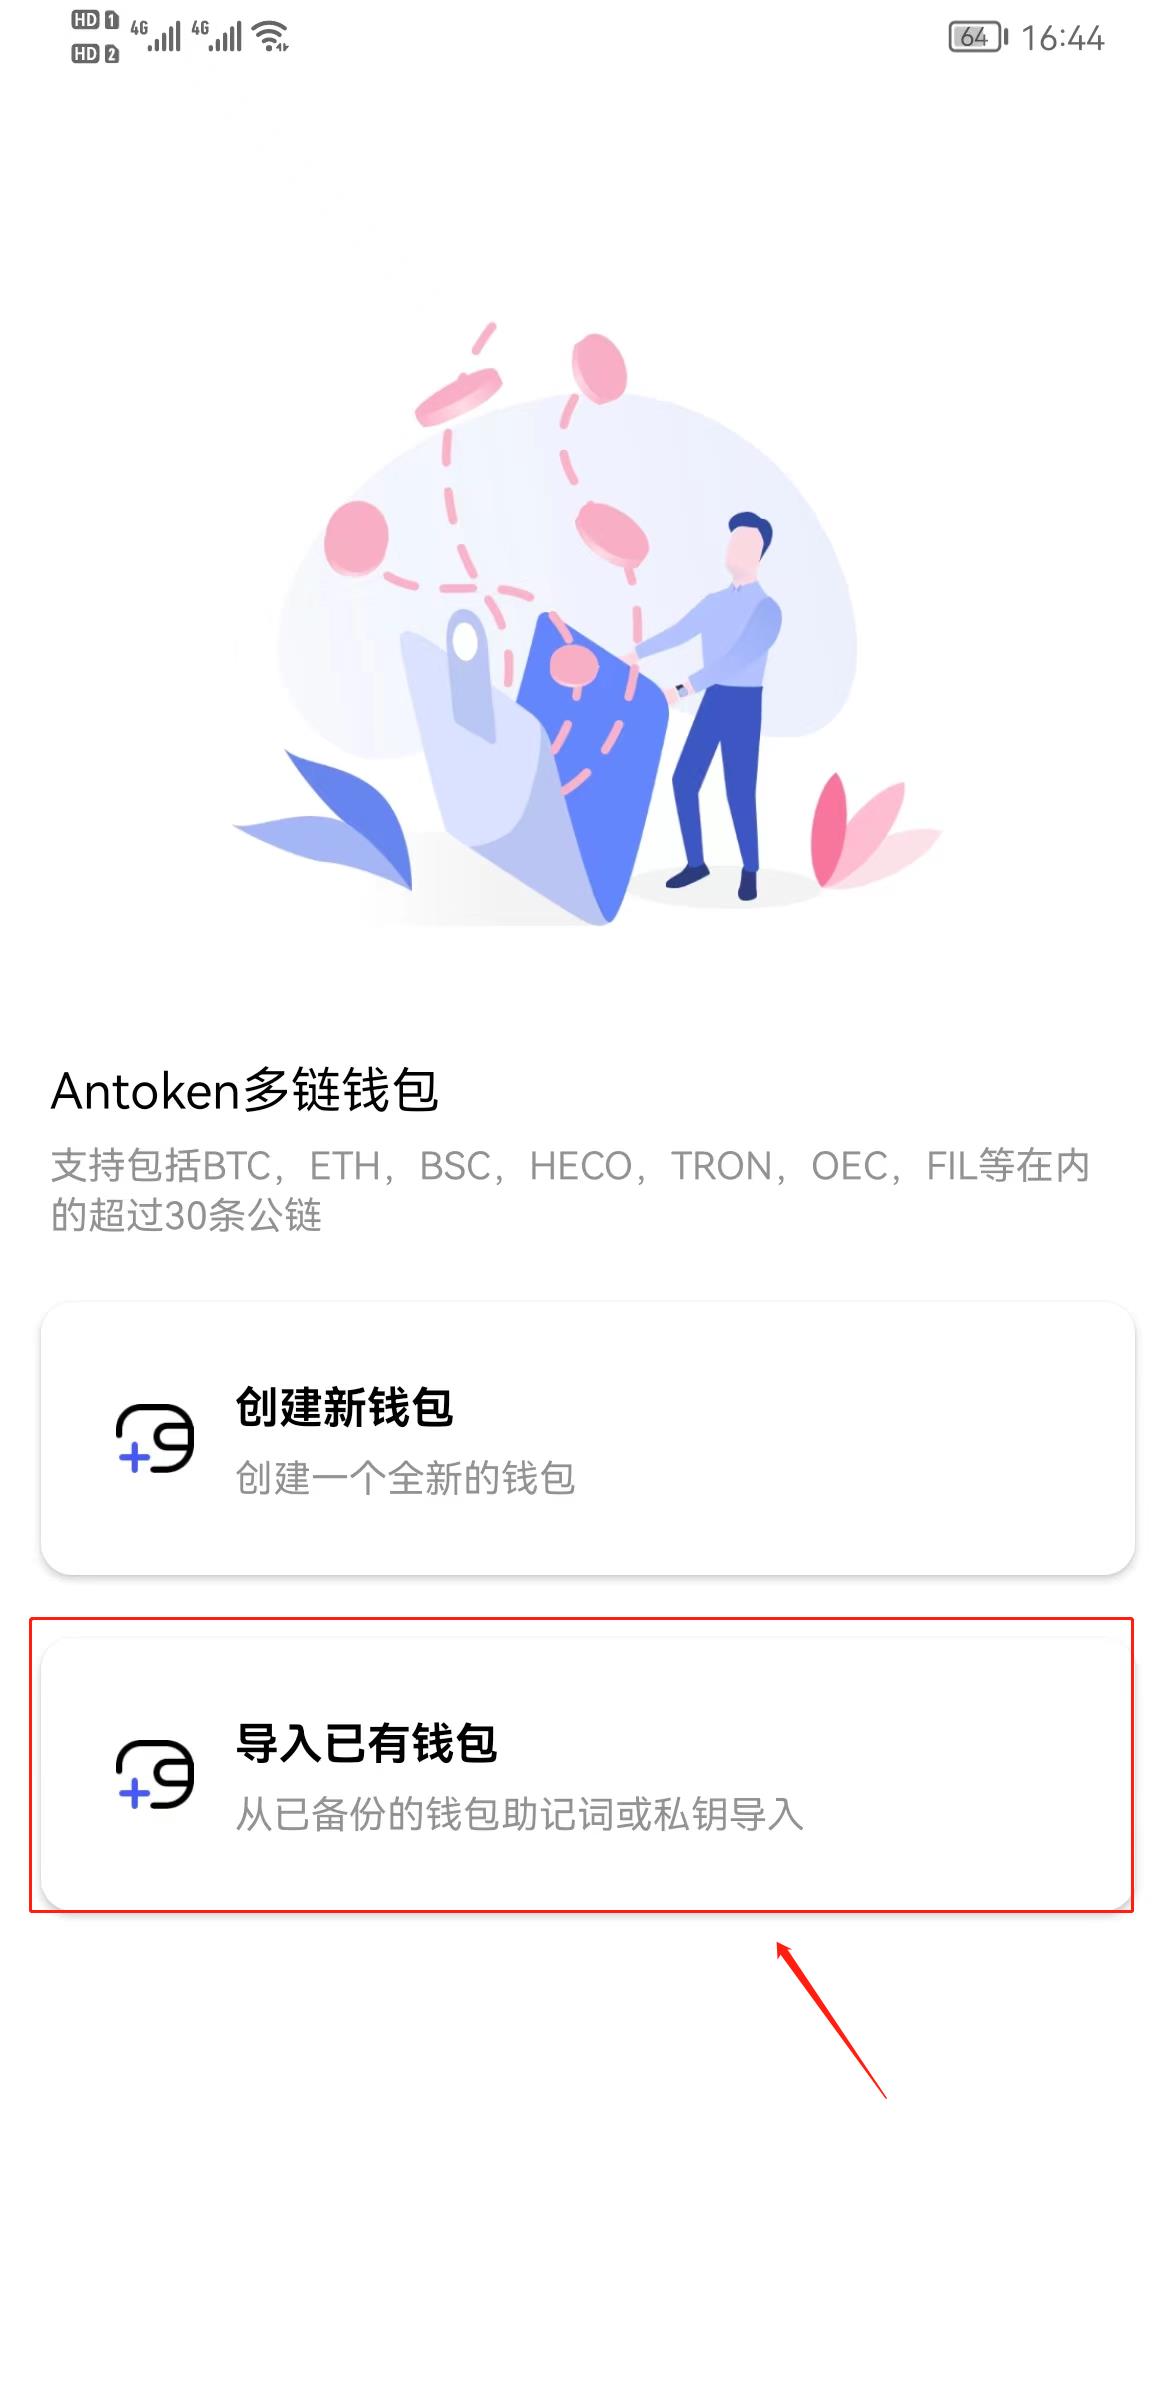 HD 1 4G 4G
HD 2
64 16:44
Antoken多链钱包
支持包括BTC，ETH，BSC，HECO，TRON，OEC，FIL等在内
的超过30条公链
创建新钱包
创建一个全新的钱包
导入已有钱包
从已备份的钱包助记词或私钥导入